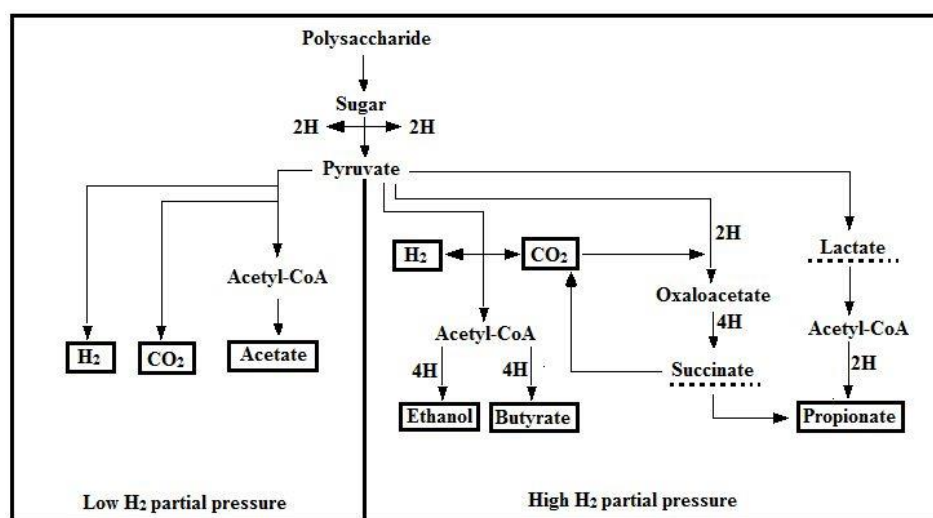 Polysaccharide
Sugar
2H 2H
Pyruvate
2H
H₂ CO₂ Lactate
Acetyl-CoA Oxaloacetate
Acetyl-CoA 4H Acetyl-CoA
H₂ CO₂ Acetate 4H 4H Succinate 2H
Ethanol Butyrate Propionate
Low H₂ partial pressure High H₂ partial pressure